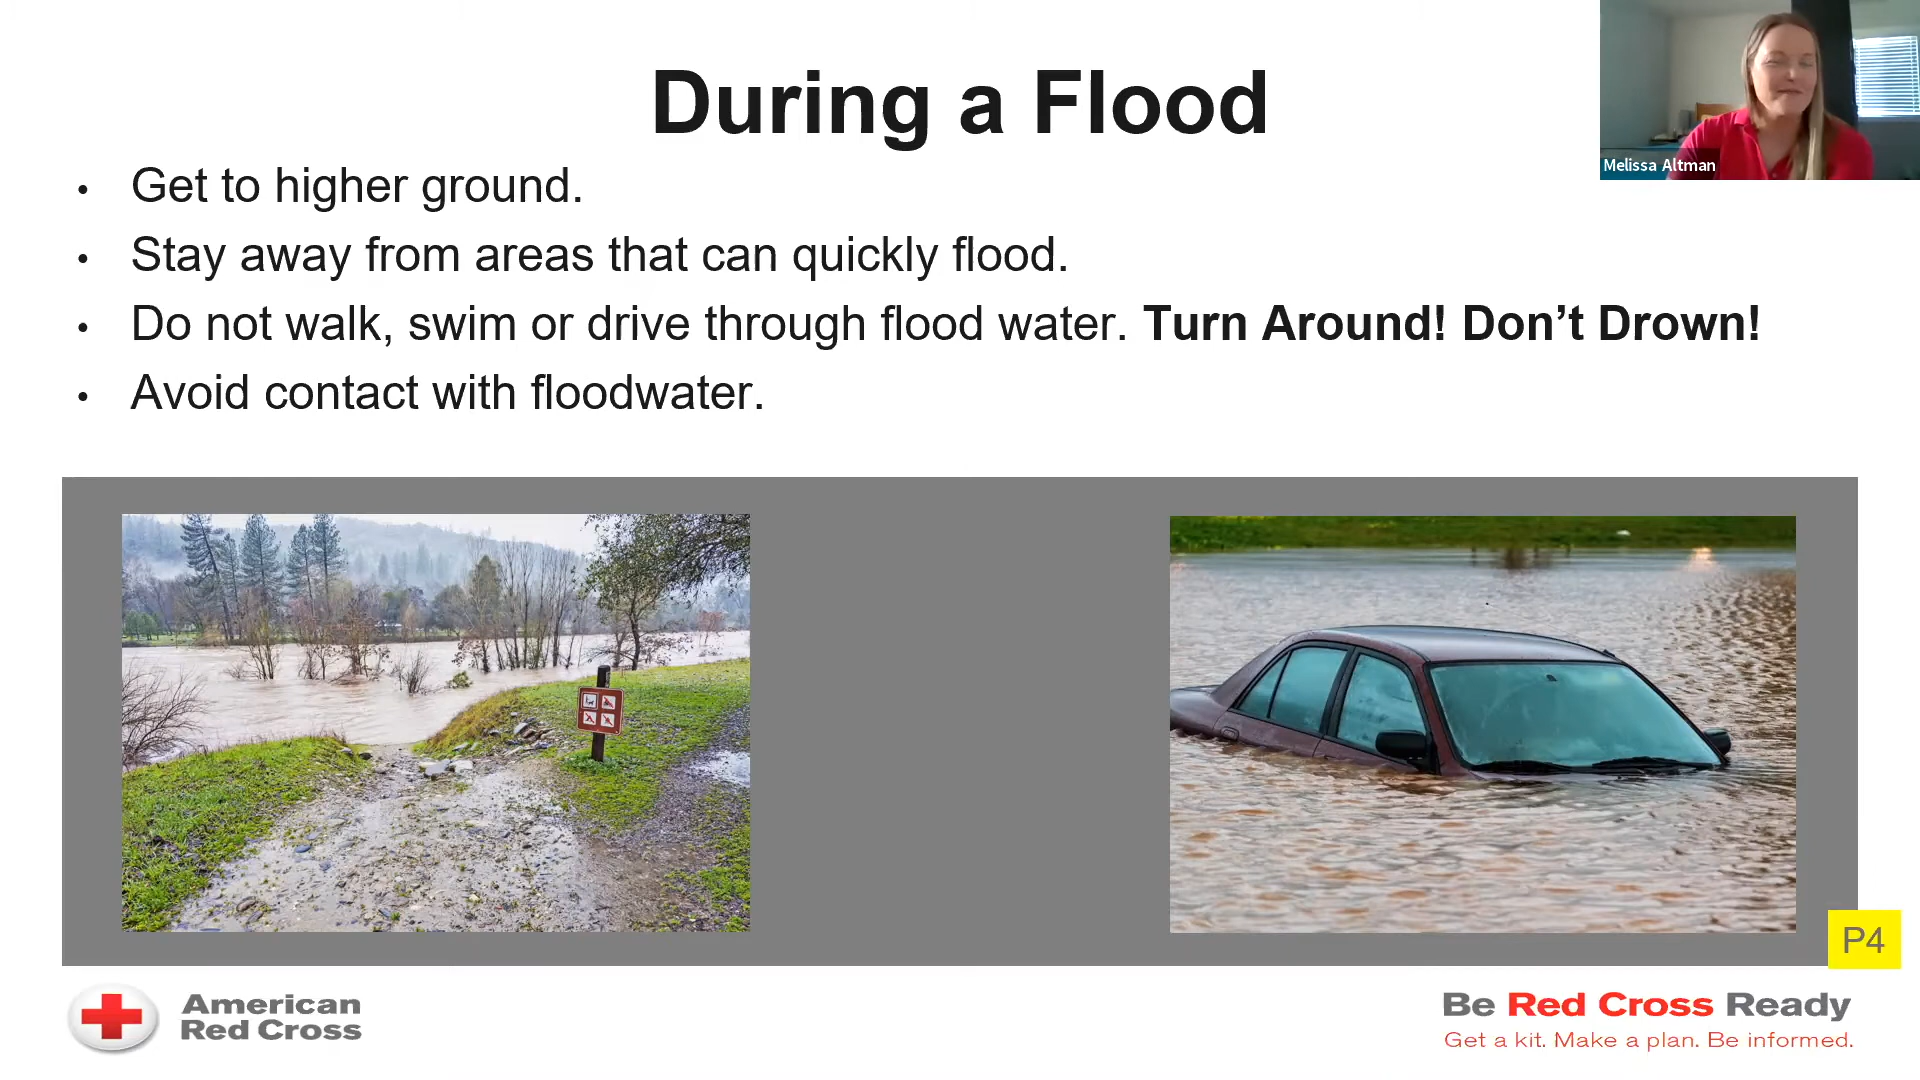 During a Flood
Melissa Altman
• Get to higher ground.
• Stay away from areas that can quickly flood.
• Do not walk, swim or drive through flood water. Turn Around! Don’t Drown!
• Avoid contact with floodwater.
P4
American
Red Cross
Be Red Cross Ready
Get a kit. Make a plan. Be informed.